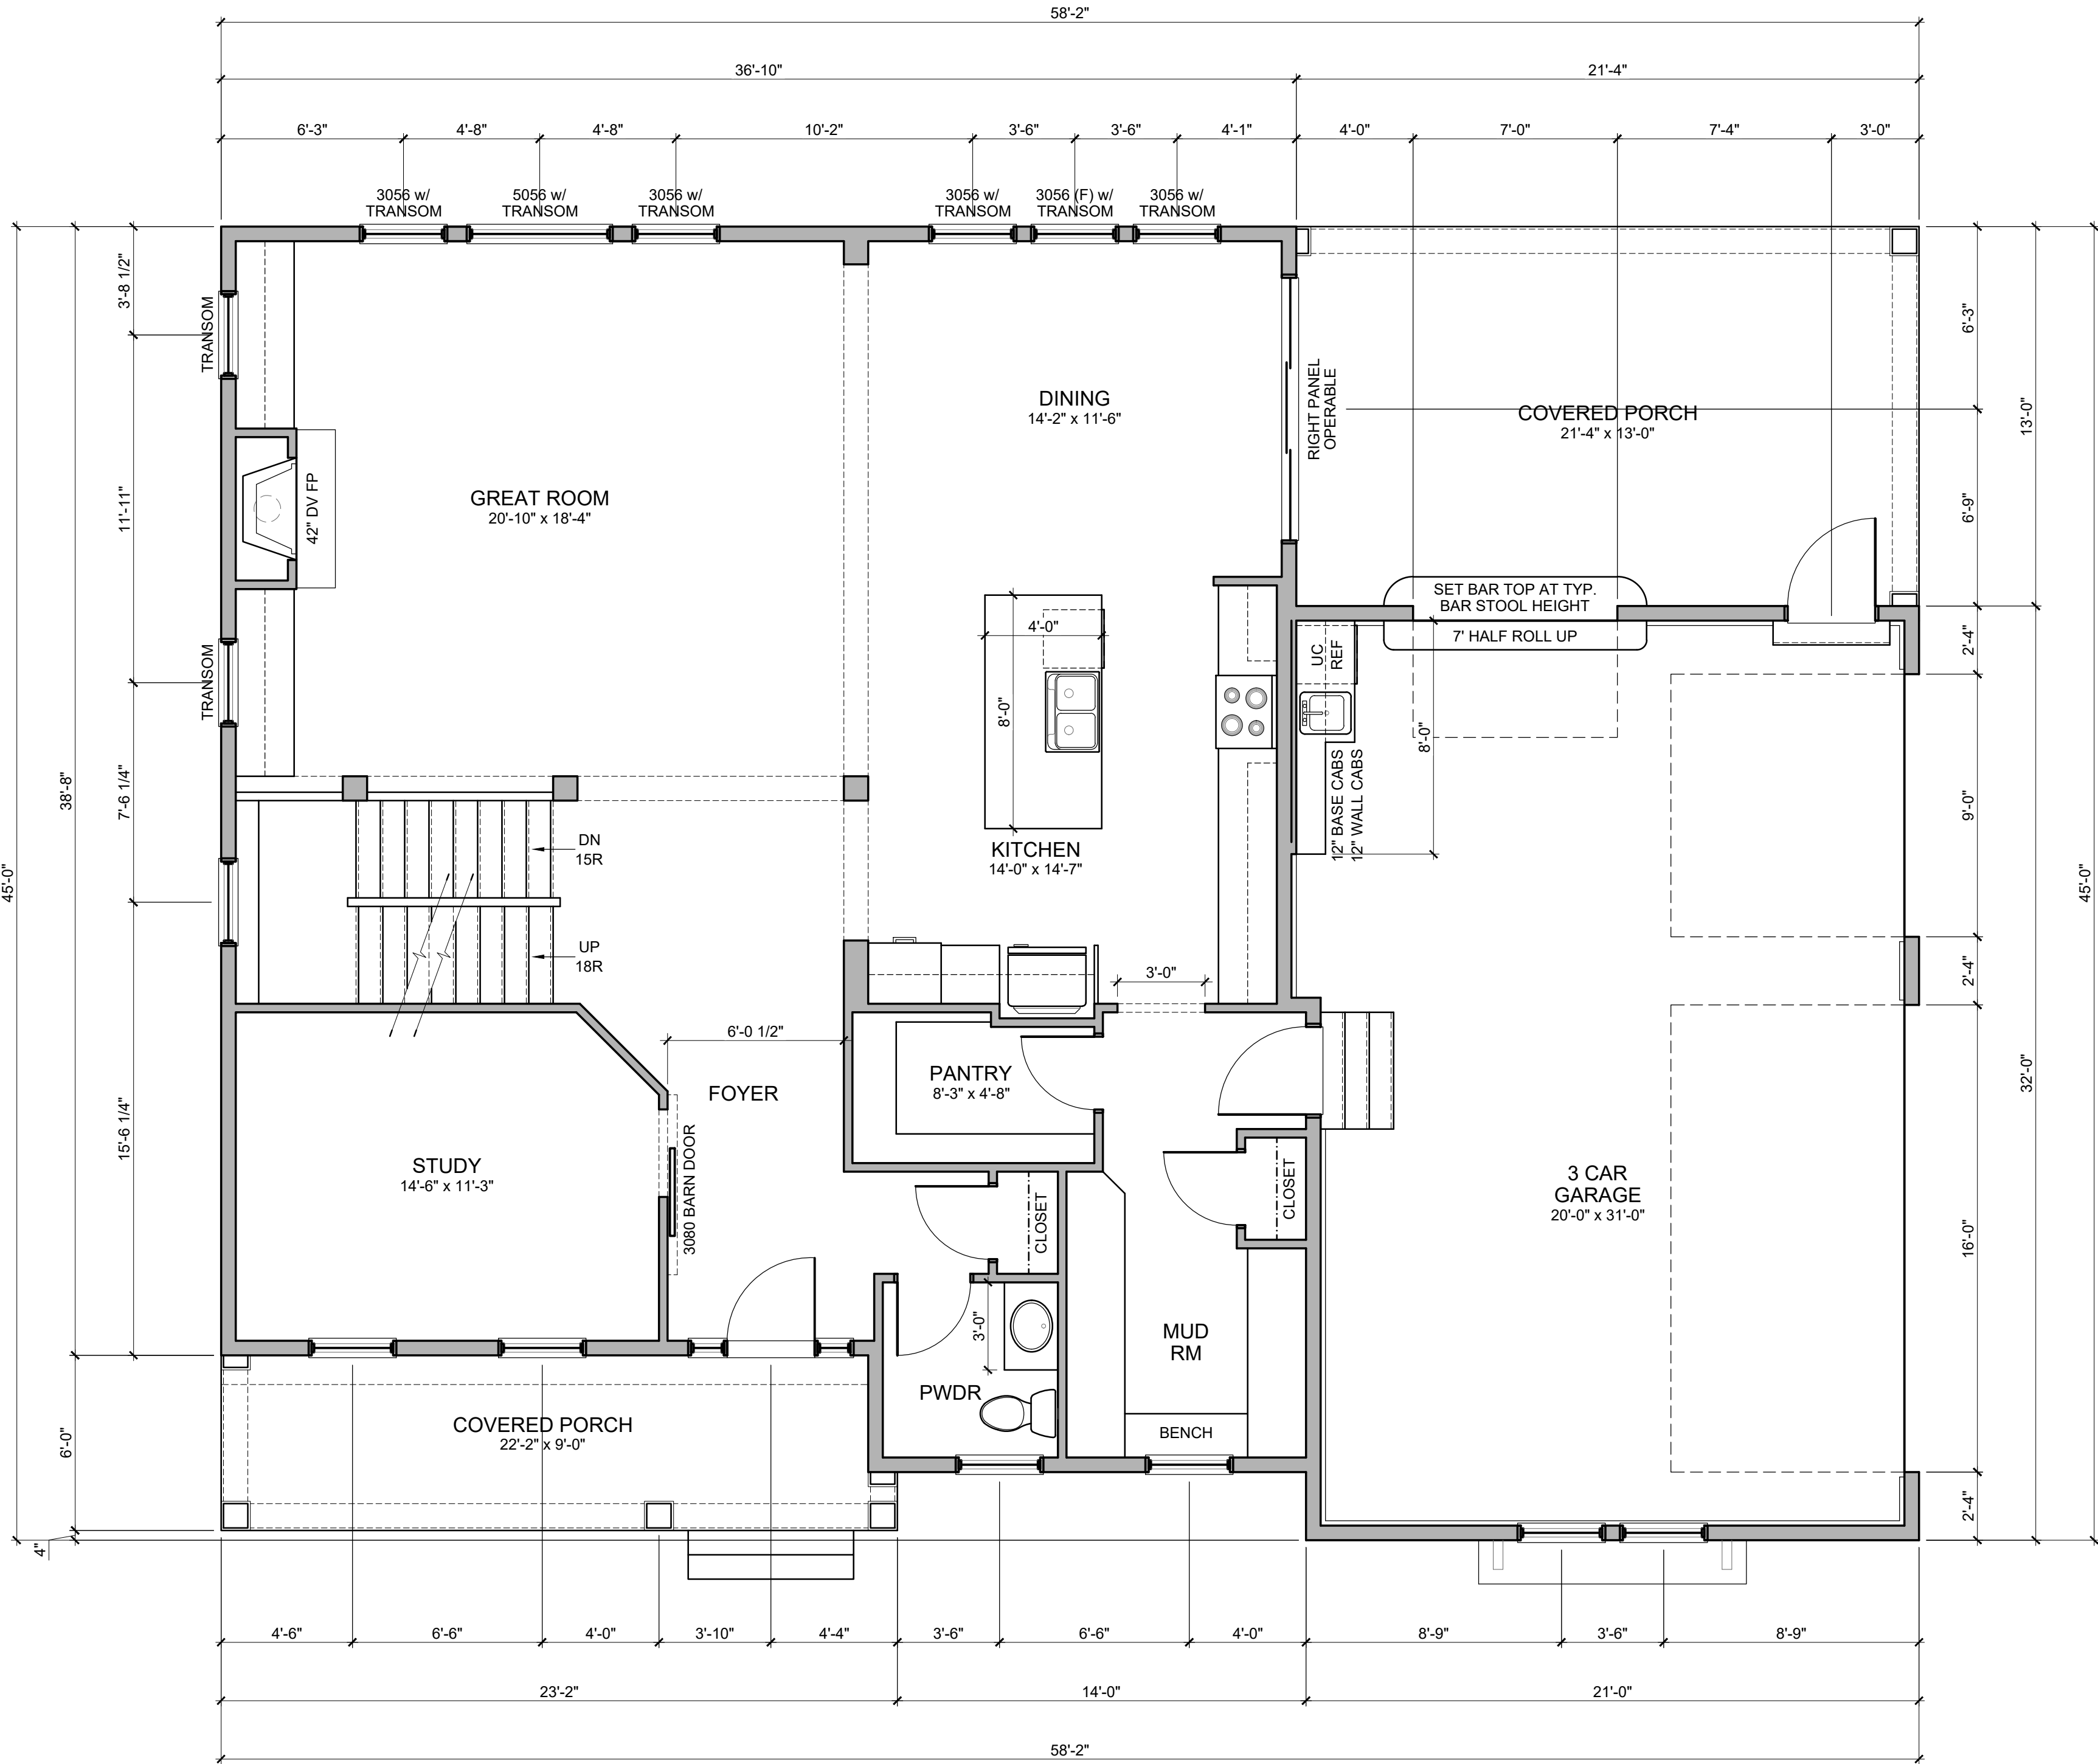 58'-2"
36'-10"
21'-4"
6'-3"
4'-8"
4'-8"
10'-2"
3'-6"
3'-6"
4'-1"
4'-0"
7'-0"
7'-4"
3'-0"
3056 w/
TRANSOM
5056 w/
TRANSOM
3056 w/
TRANSOM
3056 w/
TRANSOM
3056 (F) w/
TRANSOM
3056 w/
TRANSOM
45'-0"
38'-8"
6'-0"
4"
3'-8 1/2"
11'-11"
7'-6 1/4"
15'-6 1/4"
TRANSOM
TRANSOM
42" DV FP
GREAT ROOM
20'-10" x 18'-4"
DINING
14'-2" x 11'-6"
RIGHT PANEL
OPERABLE
COVERED PORCH
21'-4" x 13'-0"
SET BAR TOP AT TYP.
BAR STOOL HEIGHT
7' HALF ROLL UP
UC
REF
4'-0"
8'-0"
8'-0"
12" BASE CABS
12" WALL CABS
KITCHEN
14'-0" x 14'-7"
DN
15R
UP
18R
3'-0"
6'-0 1/2"
FOYER
PANTRY
8'-3" x 4'-8"
STUDY
14'-6" x 11'-3"
3080 BARN DOOR
CLOSET
CLOSET
3 CAR
GARAGE
20'-0" x 31'-0"
3'-0"
MUD
RM
PWDR
BENCH
COVERED PORCH
22'-2" x 9'-0"
6'-3"
6'-9"
2'-4"
9'-0"
2'-4"
16'-0"
2'-4"
13'-0"
32'-0"
45'-0"
4'-6"
6'-6"
4'-0"
3'-10"
4'-4"
3'-6"
6'-6"
4'-0"
8'-9"
3'-6"
8'-9"
23'-2"
14'-0"
21'-0"
58'-2"